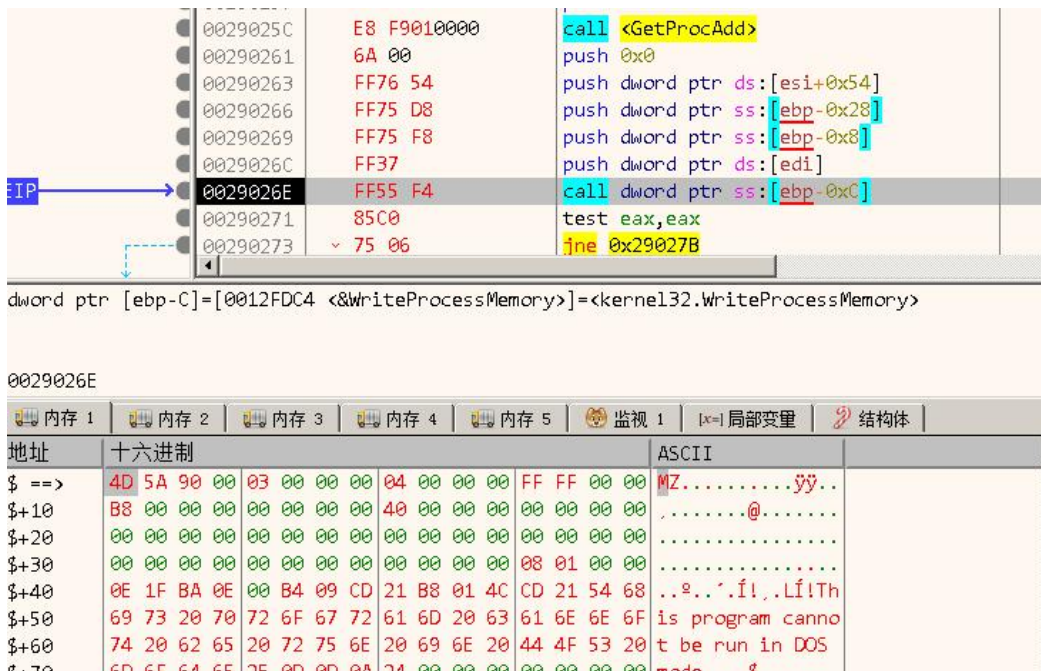 0029025C E8 F9010000 call <GetProcAdd>
00290261 6A 00 push 0x0
00290263 FF76 54 push dword ptr ds:[esi+0x54]
00290266 FF75 D8 push dword ptr ss:[ebp-0x28]
00290269 FF75 F8 push dword ptr ss:[ebp-0x8]
0029026C FF37 push dword ptr ds:[edi]
EIP 0029026E FF55 F4 call dword ptr ss:[ebp-0xC]
00290271 85C0 test eax,eax
00290273 75 06 jne 0x29027B
dword ptr [ebp-C]=[0012FDC4 <&WriteProcessMemory>]=<kernel32.WriteProcessMemory>
0029026E
内存 1 内存 2 内存 3 内存 4 内存 5 监视 1 [x=] 局部变量 结构体
地址 十六进制 ASCII
$ ==> 4D 5A 90 00 03 00 00 00 04 00 00 00 FF FF 00 00 MZ..........ÿÿ..
$+10 B8 00 00 00 00 00 00 00 40 00 00 00 00 00 00 00 ¸.......@.......
$+20 00 00 00 00 00 00 00 00 00 00 00 00 00 00 00 00 ................
$+30 00 00 00 00 00 00 00 00 00 00 00 00 08 01 00 00 ................
$+40 0E 1F BA 0E 00 B4 09 CD 21 B8 01 4C CD 21 54 68 ..º..´.Í!¸.LÍ!Th
$+50 69 73 20 70 72 6F 67 72 61 6D 20 63 61 6E 6E 6F is program canno
$+60 74 20 62 65 20 72 75 6E 20 69 6E 20 44 4F 53 20 t be run in DOS